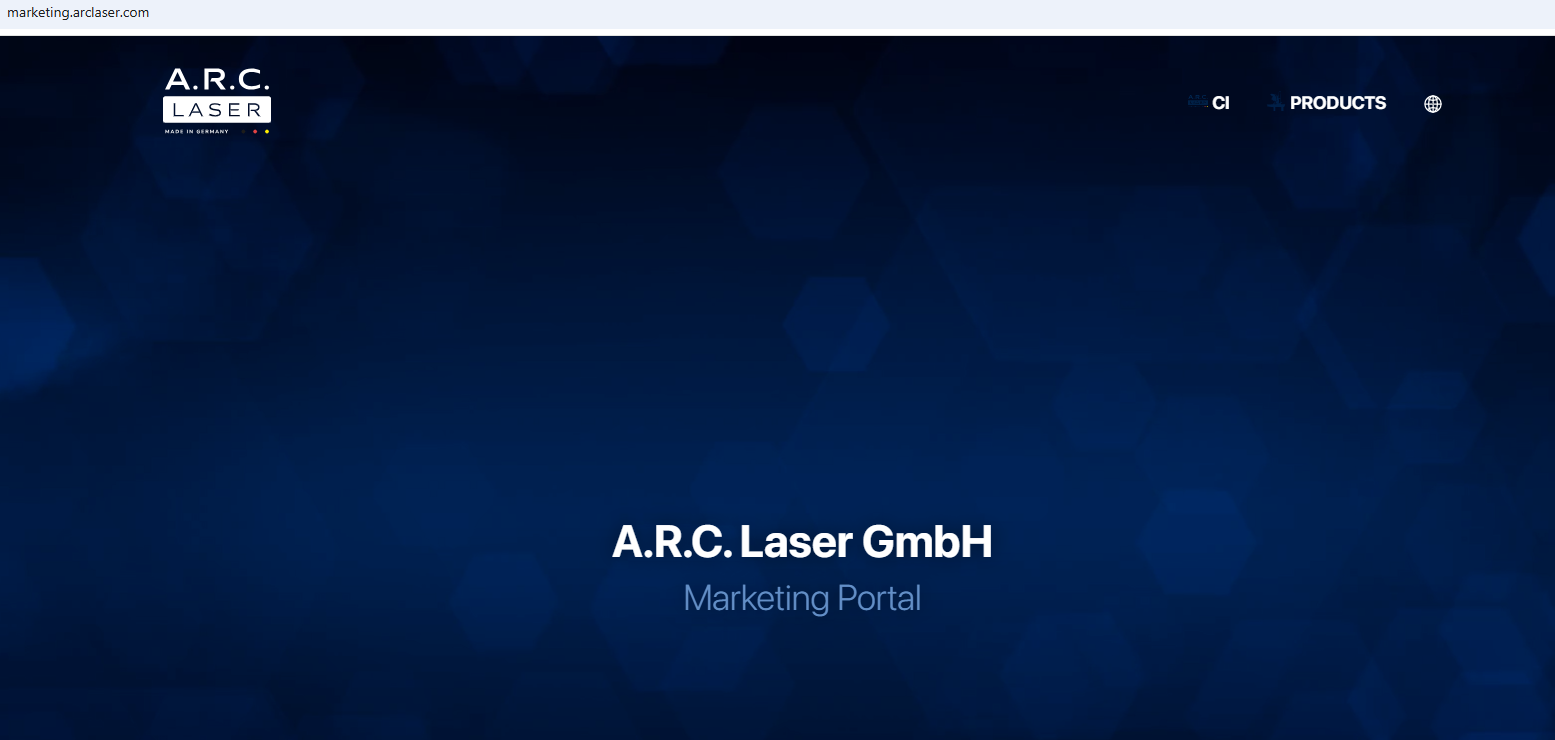 marketing.arclaser.com
A.R.C.
LASER
MADE IN GERMANY
CI
PRODUCTS
A.R.C. Laser GmbH
Marketing Portal